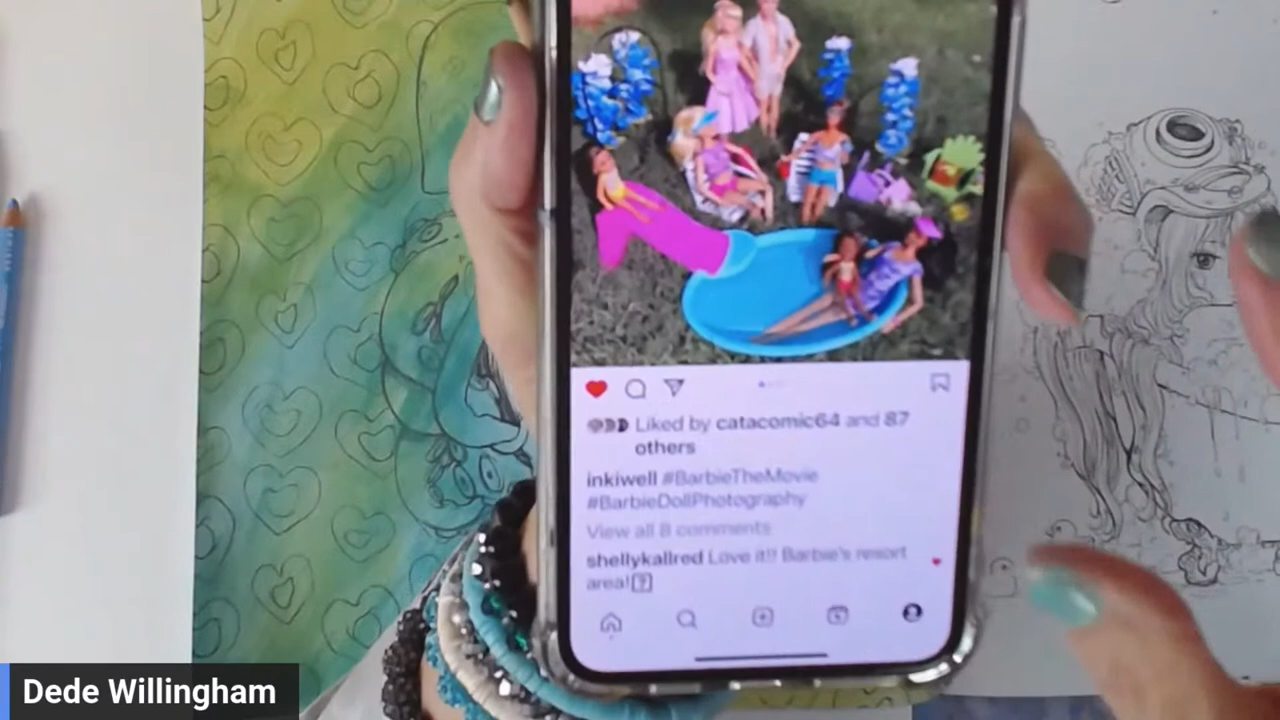 Liked by catacomic64 and 87
others
inkiwell #BarbieTheMovie
#BarbieDollPhotography
View all 8 comments
shellykallred Love it!! Barbie's resort
area!
Dede Willingham